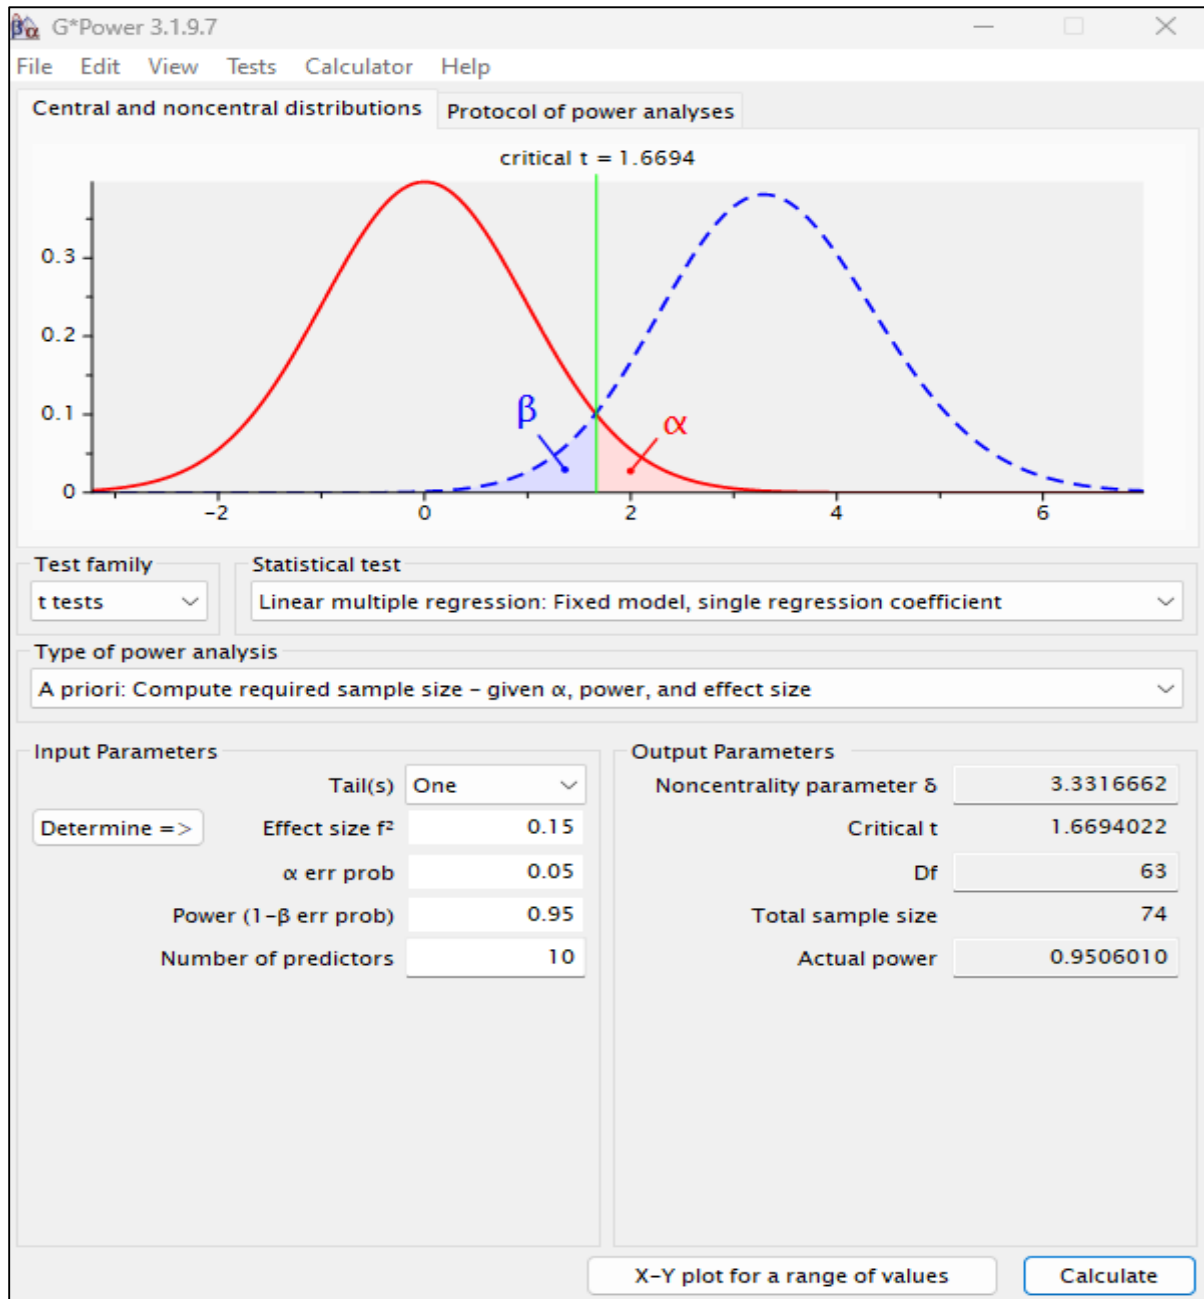 βα G*Power 3.1.9.7
File Edit View Tests Calculator Help
Central and noncentral distributions Protocol of power analyses
critical t = 1.6694
0.3
0.2
0.1
0
β
α
-2 0 2 4 6
Test family Statistical test
t tests Linear multiple regression: Fixed model, single regression coefficient
Type of power analysis
A priori: Compute required sample size – given α, power, and effect size
Input Parameters Output Parameters
Tail(s) One Noncentrality parameter δ 3.3316662
Determine => Effect size f² 0.15 Critical t 1.6694022
α err prob 0.05 Df 63
Power (1-β err prob) 0.95 Total sample size 74
Number of predictors 10 Actual power 0.9506010
X-Y plot for a range of values Calculate